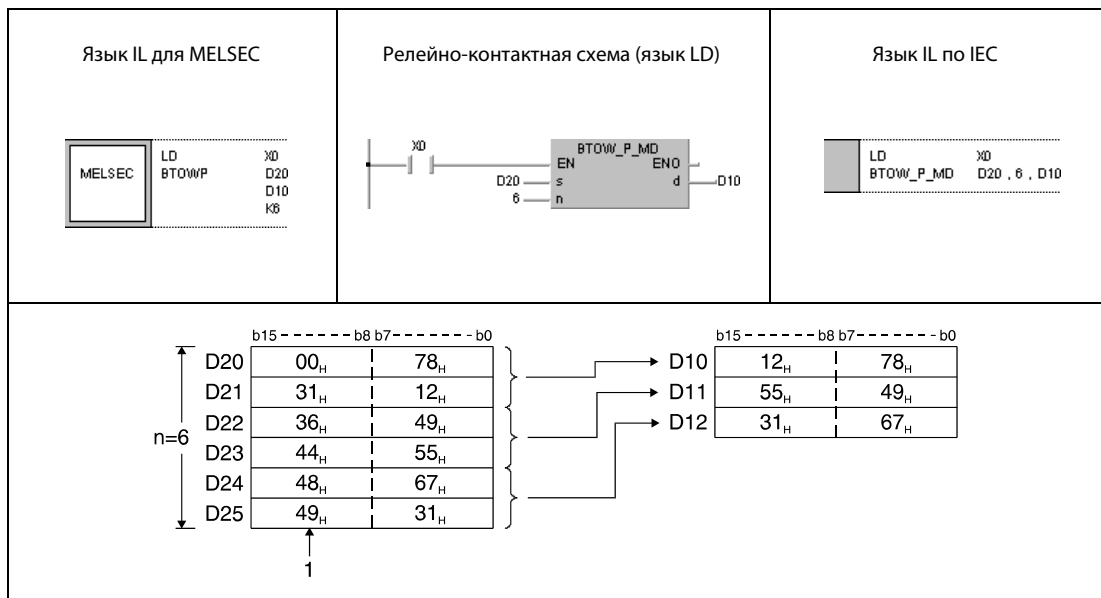 Язык IL для MELSEC
Релейно-контактная схема (язык LD)
Язык IL по IEC
MELSEC
LD X0
BTOWP D20
D10
K6
X0
BTOW_P_MD
EN ENO
D20 s d D10
6 n
LD X0
BTOW_P_MD D20 , 6 , D10
b15 b8 b7 b0
n=6
D20 00H 78H
D21 31H 12H
D22 36H 49H
D23 44H 55H
D24 48H 67H
D25 49H 31H
1
b15 b8 b7 b0
D10 12H 78H
D11 55H 49H
D12 31H 67H